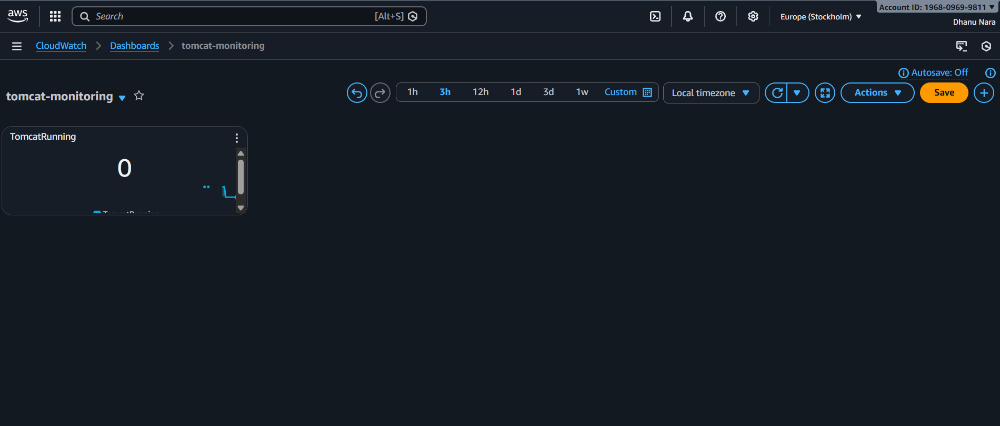 aws
Search [Alt+S]
Europe (Stockholm)
Account ID: 1968-0969-9811
Dhanu Nara
CloudWatch Dashboards tomcat-monitoring
Autosave: Off
tomcat-monitoring
1h 3h 12h 1d 3d 1w Custom
Local timezone
Actions
Save
TomcatRunning
0
TomcatRunning